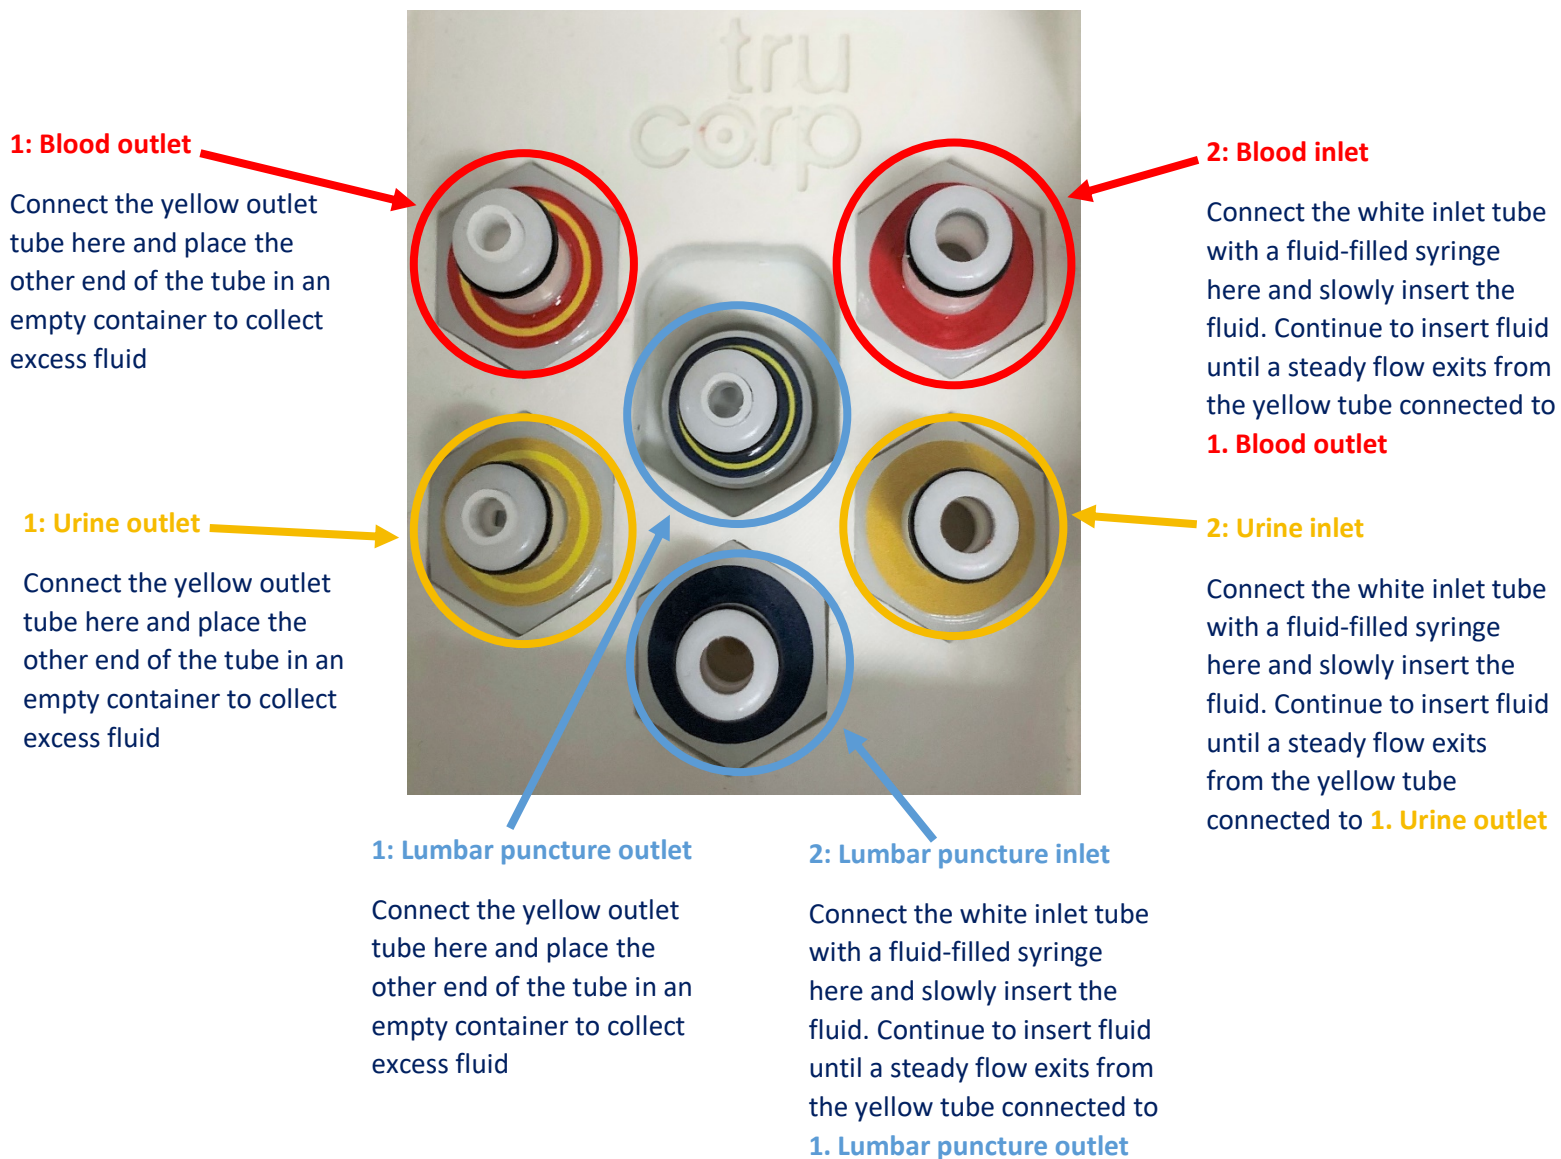 tru
corp
1: Blood outlet
Connect the yellow outlet
tube here and place the
other end of the tube in an
empty container to collect
excess fluid
2: Blood inlet
Connect the white inlet tube
with a fluid-filled syringe
here and slowly insert the
fluid. Continue to insert fluid
until a steady flow exits from
the yellow tube connected to
1. Blood outlet
1: Urine outlet
Connect the yellow outlet
tube here and place the
other end of the tube in an
empty container to collect
excess fluid
2: Urine inlet
Connect the white inlet tube
with a fluid-filled syringe
here and slowly insert the
fluid. Continue to insert fluid
until a steady flow exits
from the yellow tube
connected to 1. Urine outlet
1: Lumbar puncture outlet
Connect the yellow outlet
tube here and place the
other end of the tube in an
empty container to collect
excess fluid
2: Lumbar puncture inlet
Connect the white inlet tube
with a fluid-filled syringe
here and slowly insert the
fluid. Continue to insert fluid
until a steady flow exits from
the yellow tube connected to
1. Lumbar puncture outlet